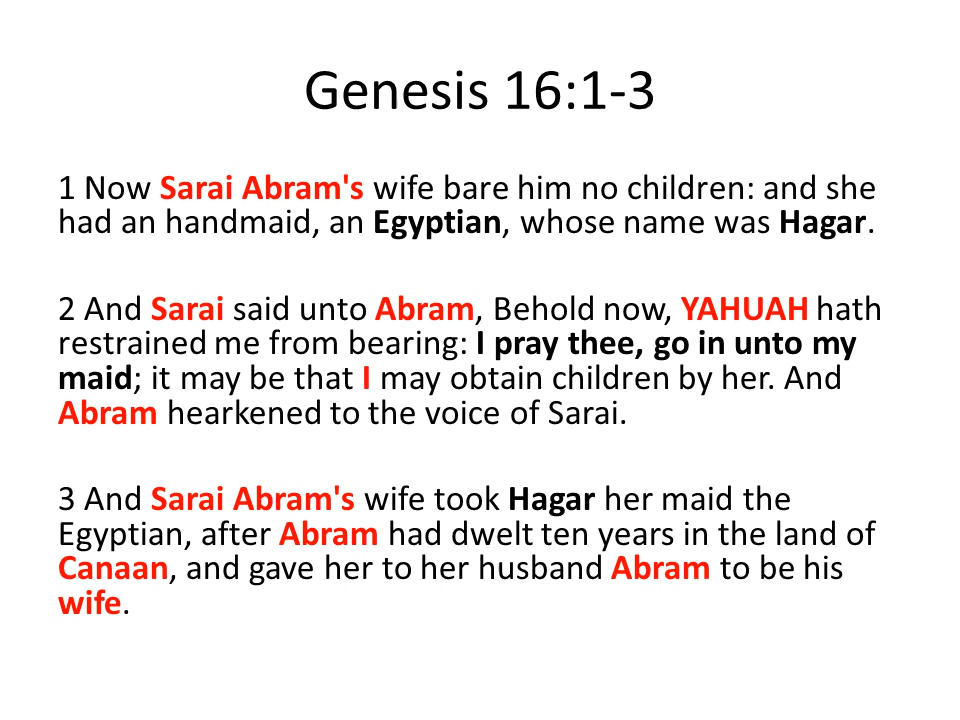 Genesis 16:1-3
1 Now Sarai Abram's wife bare him no children: and she
had an handmaid, an Egyptian, whose name was Hagar.
2 And Sarai said unto Abram, Behold now, YAHUAH hath
restrained me from bearing: I pray thee, go in unto my
maid; it may be that I may obtain children by her. And
Abram hearkened to the voice of Sarai.
3 And Sarai Abram's wife took Hagar her maid the
Egyptian, after Abram had dwelt ten years in the land of
Canaan, and gave her to her husband Abram to be his
wife.